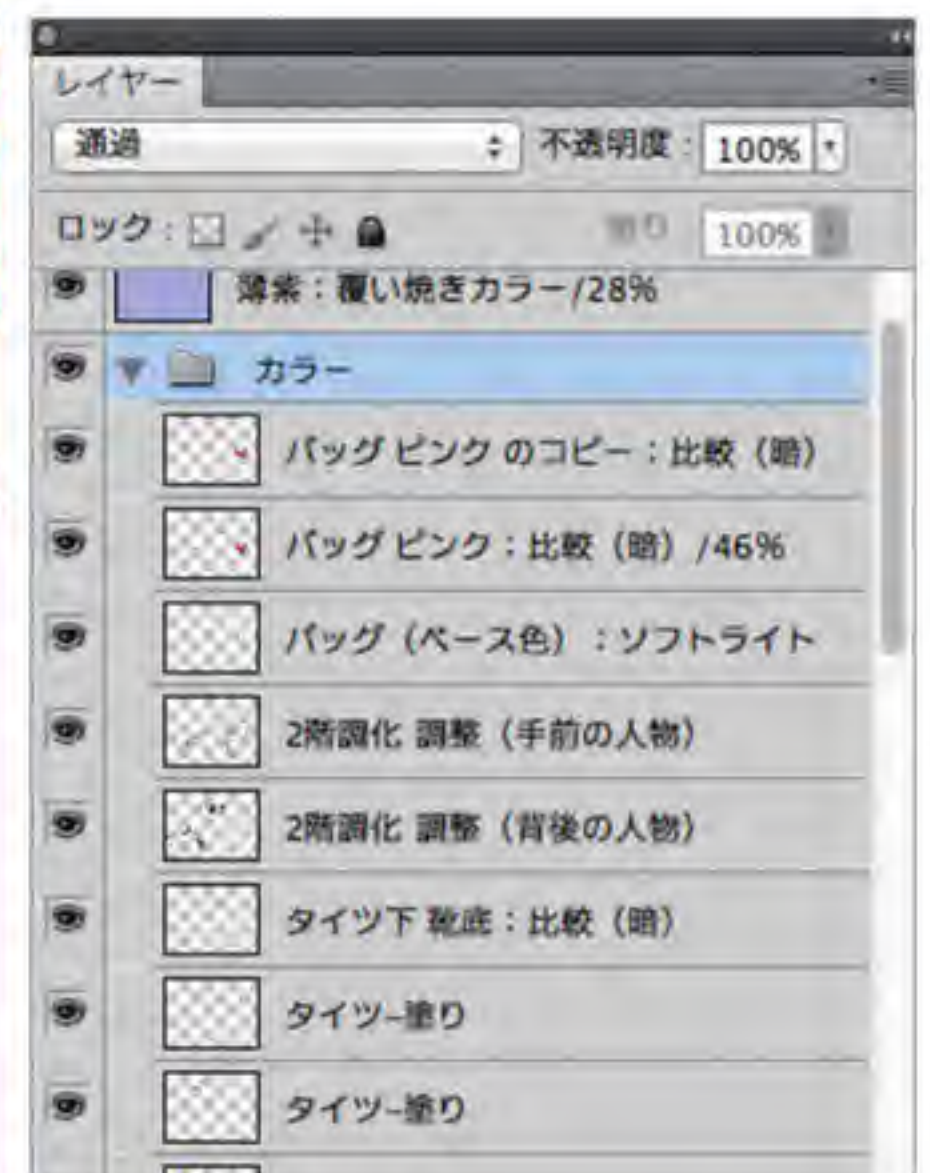 レイヤー
通過 不透明度: 100%
ロック: 塗り 100%
薄紫：覆い焼きカラー/28%
カラー
バッグ ピンク のコピー：比較（暗）
バッグ ピンク：比較（暗）/46%
バッグ（ベース色）：ソフトライト
2階調化 調整（手前の人物）
2階調化 調整（背後の人物）
タイツ下 靴底：比較（暗）
タイツ–塗り
タイツ–塗り